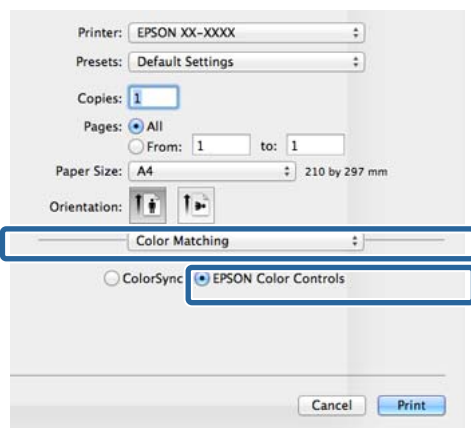 Printer: EPSON XX-XXXX
Presets: Default Settings
Copies: 1
Pages: All
From: 1 to: 1
Paper Size: A4 210 by 297 mm
Orientation:
Color Matching
ColorSync EPSON Color Controls
Cancel Print